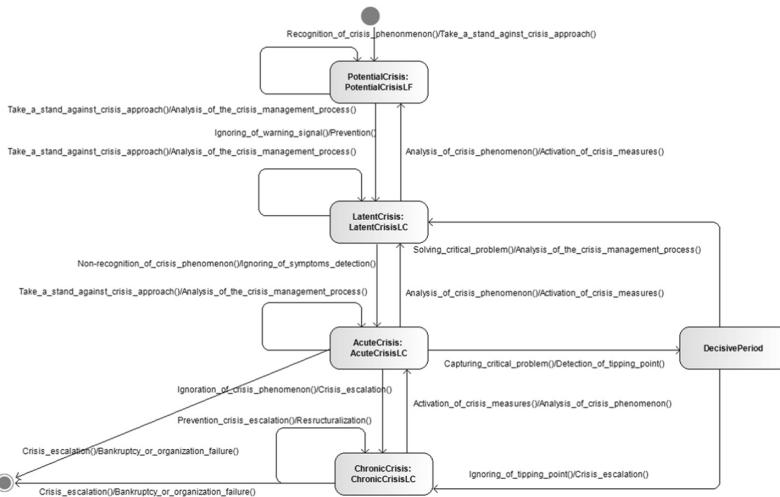 Recognition_of_crisis_phenonmenon()/Take_a_stand_aginst_crisis_approach()
PotentialCrisis:
PotentialCrisisLF
Take_a_stand_against_crisis_approach()/Analysis_of_the_crisis_management_process()
Ignoring_of_warning_signal()/Prevention()
Take_a_stand_against_crisis_approach()/Analysis_of_the_crisis_management_process()
Analysis_of_crisis_phenomenon()/Activation_of_crisis_measures()
LatentCrisis:
LatentCrisisLC
Solving_critical_problem()/Analysis_of_the_crisis_management_process()
Non-recognition_of_crisis_phenomenon()/Ignoring_of_symptoms_detection()
Take_a_stand_against_crisis_approach()/Analysis_of_the_crisis_management_process()
Analysis_of_crisis_phenomenon()/Activation_of_crisis_measures()
AcuteCrisis:
AcuteCrisisLC
DecisivePeriod
Capturing_critical_problem()/Detection_of_tipping_point()
Ignoration_of_crisis_phenomenon()/Crisis_escalation()
Activation_of_crisis_measures()/Analysis_of_crisis_phenomenon()
Prevention_crisis_escalation()/Resructuralization()
Crisis_escalation()/Bankruptcy_or_organization_failure()
ChronicCrisis:
ChronicCrisisLC
Ignoring_of_tipping_point()/Crisis_escalation()
Crisis_escalation()/Bankruptcy_or_organization_failure()